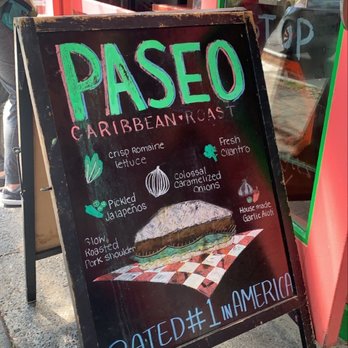 STOP
PASEO
CARIBBEAN ROAST
crisp Romaine
lettuce
Fresh
cilantro
Colossal
caramelized
onions
Pickled
Jalapeños
Slow
Roasted
Pork shoulder
House made
Garlic Aioli
RATED #1 IN AMERICA